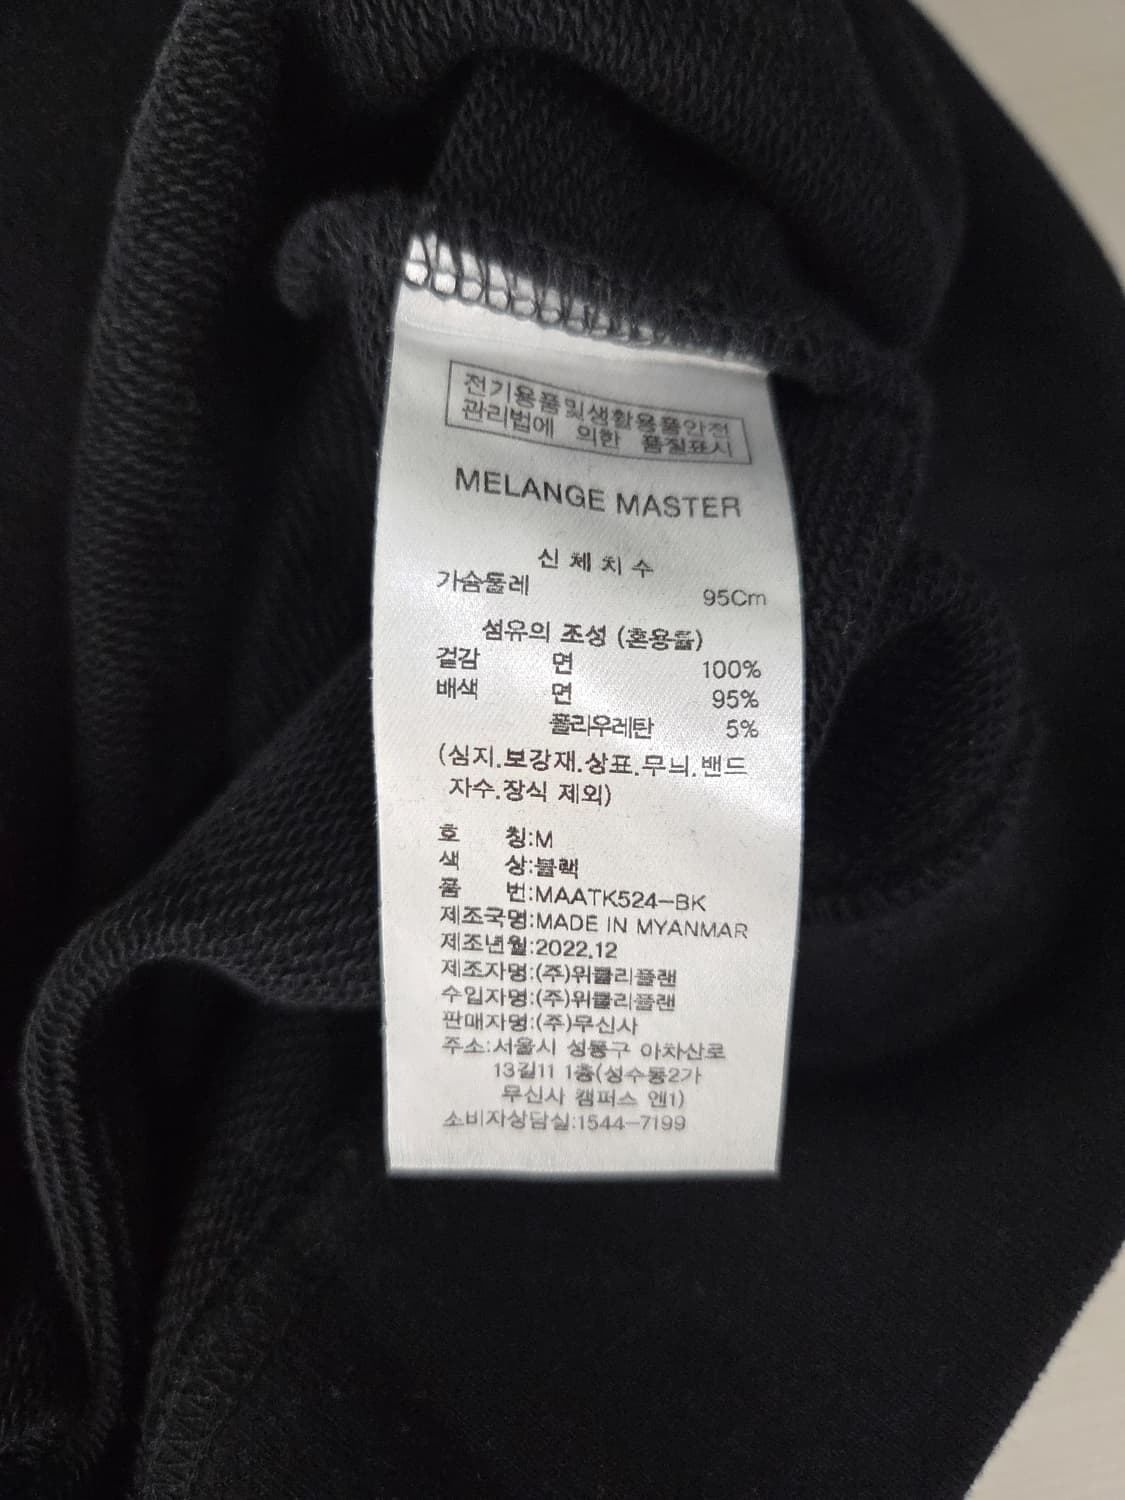 전기용품및생활용품안전
관리법에 의한 품질표시
MELANGE MASTER
신체치수
가슴둘레 95Cm
섬유의 조성 (혼용률)
겉감 면 100%
배색 면 95%
폴리우레탄 5%
(심지.보강재.상표.무늬.밴드
자수.장식 제외)
호 칭:M
색 상:블랙
품 번:MAATK524-BK
제조국명:MADE IN MYANMAR
제조년월:2022.12
제조자명:(주)위클리플랜
수입자명:(주)위클리플랜
판매자명:(주)무신사
주소:서울시 성동구 아차산로
13길11 1층(성수동2가
무신사 캠퍼스 엔1)
소비자상담실:1544-7199